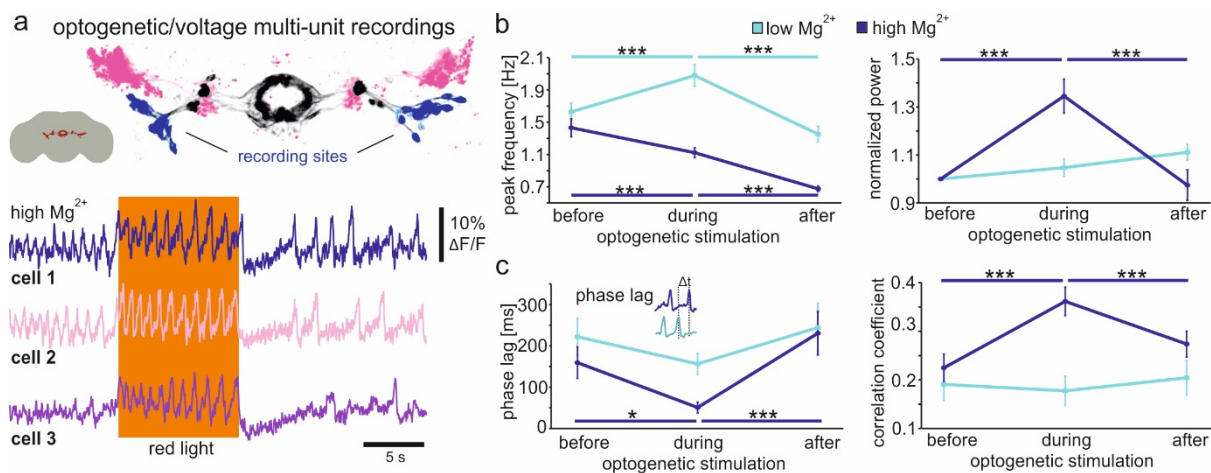 a
optogenetic/voltage multi-unit recordings
recording sites
high Mg²⁺
10%
ΔF/F
cell 1
cell 2
cell 3
red light
5 s
b
low Mg²⁺
high Mg²⁺
***
***
2.1
1.7
1.3
1.1
0.7
peak frequency [Hz]
***
***
before
during
after
optogenetic stimulation
***
***
1.5
1.3
1.1
0.9
normalized power
before
during
after
optogenetic stimulation
c
phase lag
Δt
300
200
100
0
phase lag [ms]
*
***
before
during
after
optogenetic stimulation
***
***
0.4
0.3
0.2
0.1
correlation coefficient
before
during
after
optogenetic stimulation